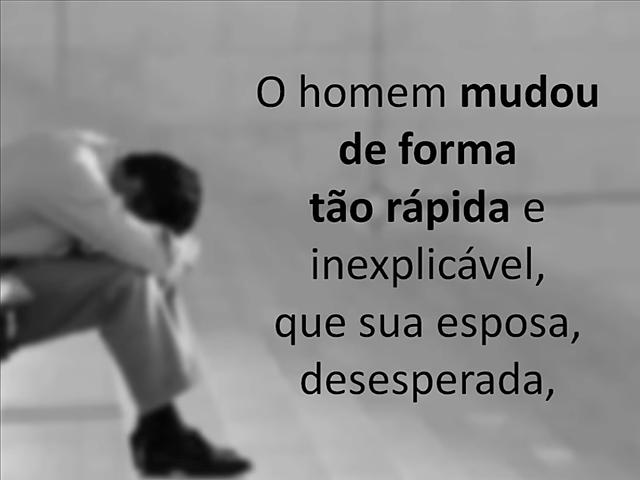 O homem mudou
de forma
tão rápida e
inexplicável,
que sua esposa,
desesperada,